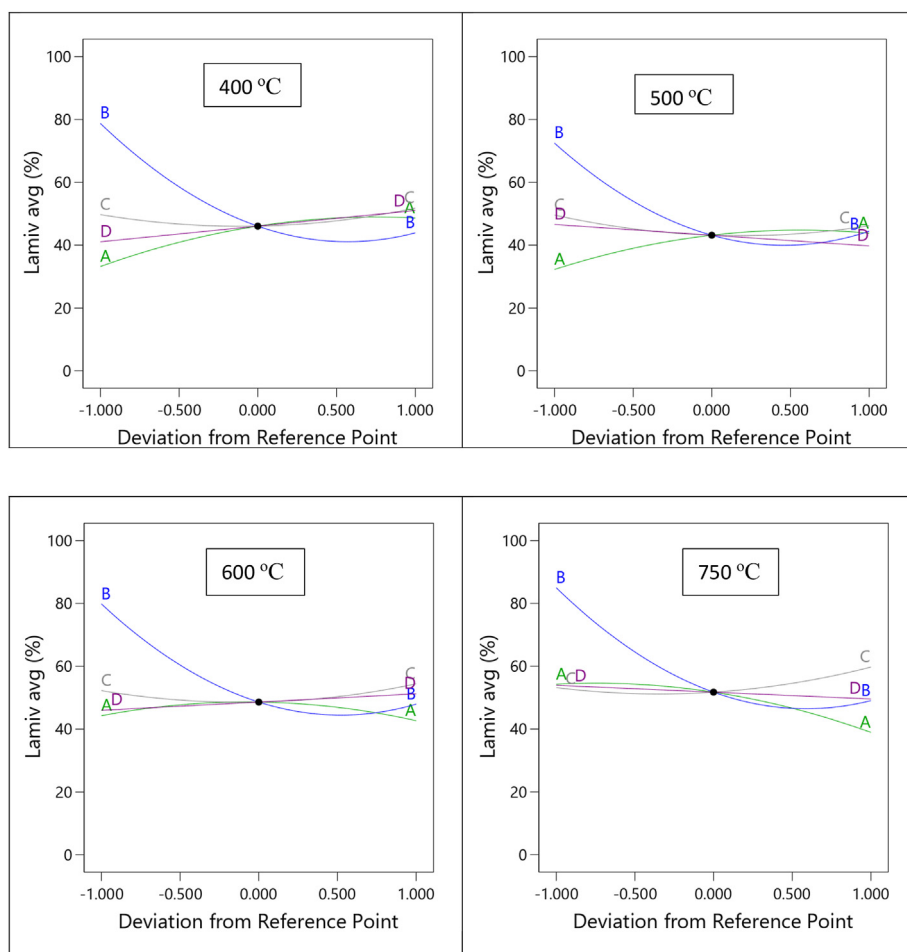 400 °C
Lamiv avg (%)
100
80
60
40
20
0
B
C
D
A
C
D
A
B
-1.000 -0.500 0.000 0.500 1.000
Deviation from Reference Point
500 °C
Lamiv avg (%)
100
80
60
40
20
0
B
C
D
A
C
B
A
D
-1.000 -0.500 0.000 0.500 1.000
Deviation from Reference Point
600 °C
Lamiv avg (%)
100
80
60
40
20
0
B
C
A
D
C
D
B
A
-1.000 -0.500 0.000 0.500 1.000
Deviation from Reference Point
750 °C
Lamiv avg (%)
100
80
60
40
20
0
B
A
C
D
C
D
B
A
-1.000 -0.500 0.000 0.500 1.000
Deviation from Reference Point